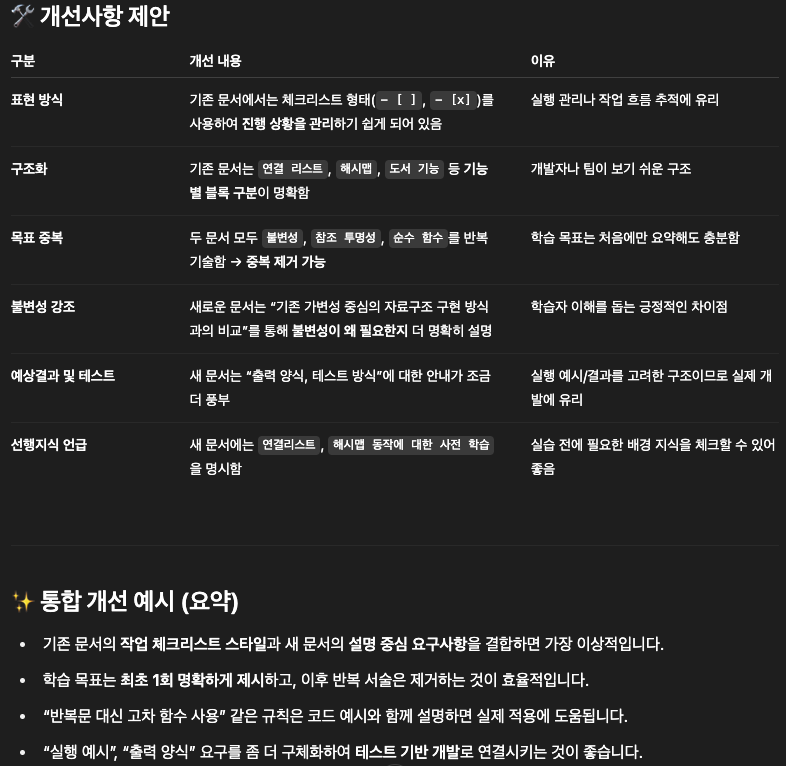 🛠️ 개선사항 제안
구분 개선 내용 이유
표현 방식 기존 문서에서는 체크리스트 형태(- [ ], - [x])를 실행 관리나 작업 흐름 추적에 유리
사용하여 진행 상황을 관리하기 쉽게 되어 있음
구조화 기존 문서는 연결 리스트, 해시맵, 도서 기능 등 기능 개발자나 팀이 보기 쉬운 구조
별 블록 구분이 명확함
목표 중복 두 문서 모두 불변성, 참조 투명성, 순수 함수를 반복 학습 목표는 처음에만 요약해도 충분함
기술함 → 중복 제거 가능
불변성 강조 새로운 문서는 “기존 가변성 중심의 자료구조 구현 방식 학습자 이해를 돕는 긍정적인 차이점
과의 비교”를 통해 불변성이 왜 필요한지 더 명확히 설명
예상결과 및 테스트 새 문서는 “출력 양식, 테스트 방식”에 대한 안내가 조금 실행 예시/결과를 고려한 구조이므로 실제 개
더 풍부 발에 유리
선행지식 언급 새 문서에는 연결리스트, 해시맵 동작에 대한 사전 학습 실습 전에 필요한 배경 지식을 체크할 수 있어
을 명시함 좋음
✨ 통합 개선 예시 (요약)
• 기존 문서의 작업 체크리스트 스타일과 새 문서의 설명 중심 요구사항을 결합하면 가장 이상적입니다.
• 학습 목표는 최초 1회 명확하게 제시하고, 이후 반복 서술은 제거하는 것이 효율적입니다.
• “반복문 대신 고차 함수 사용” 같은 규칙은 코드 예시와 함께 설명하면 실제 적용에 도움됩니다.
• “실행 예시”, “출력 양식” 요구를 좀 더 구체화하여 테스트 기반 개발로 연결시키는 것이 좋습니다.